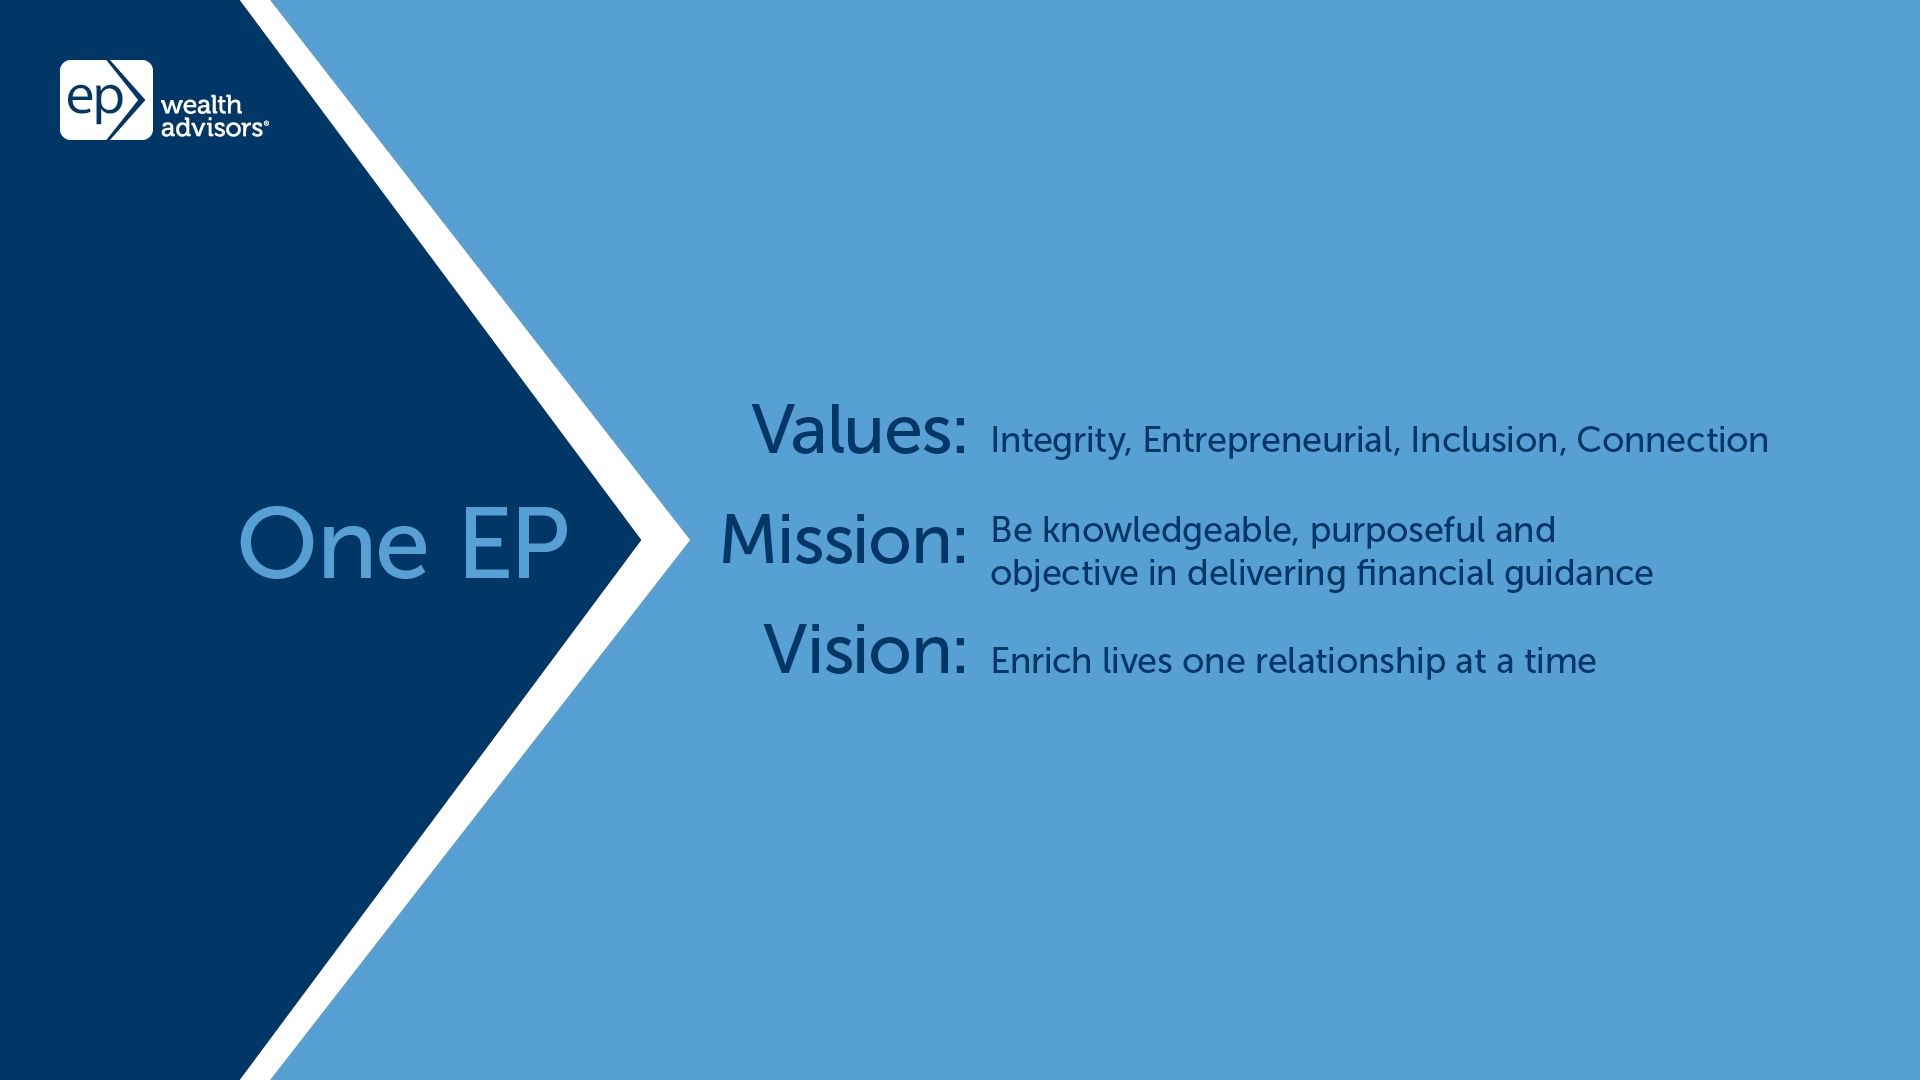 ep
wealth
advisors®
One EP
Values: Integrity, Entrepreneurial, Inclusion, Connection
Mission: Be knowledgeable, purposeful and
objective in delivering financial guidance
Vision: Enrich lives one relationship at a time